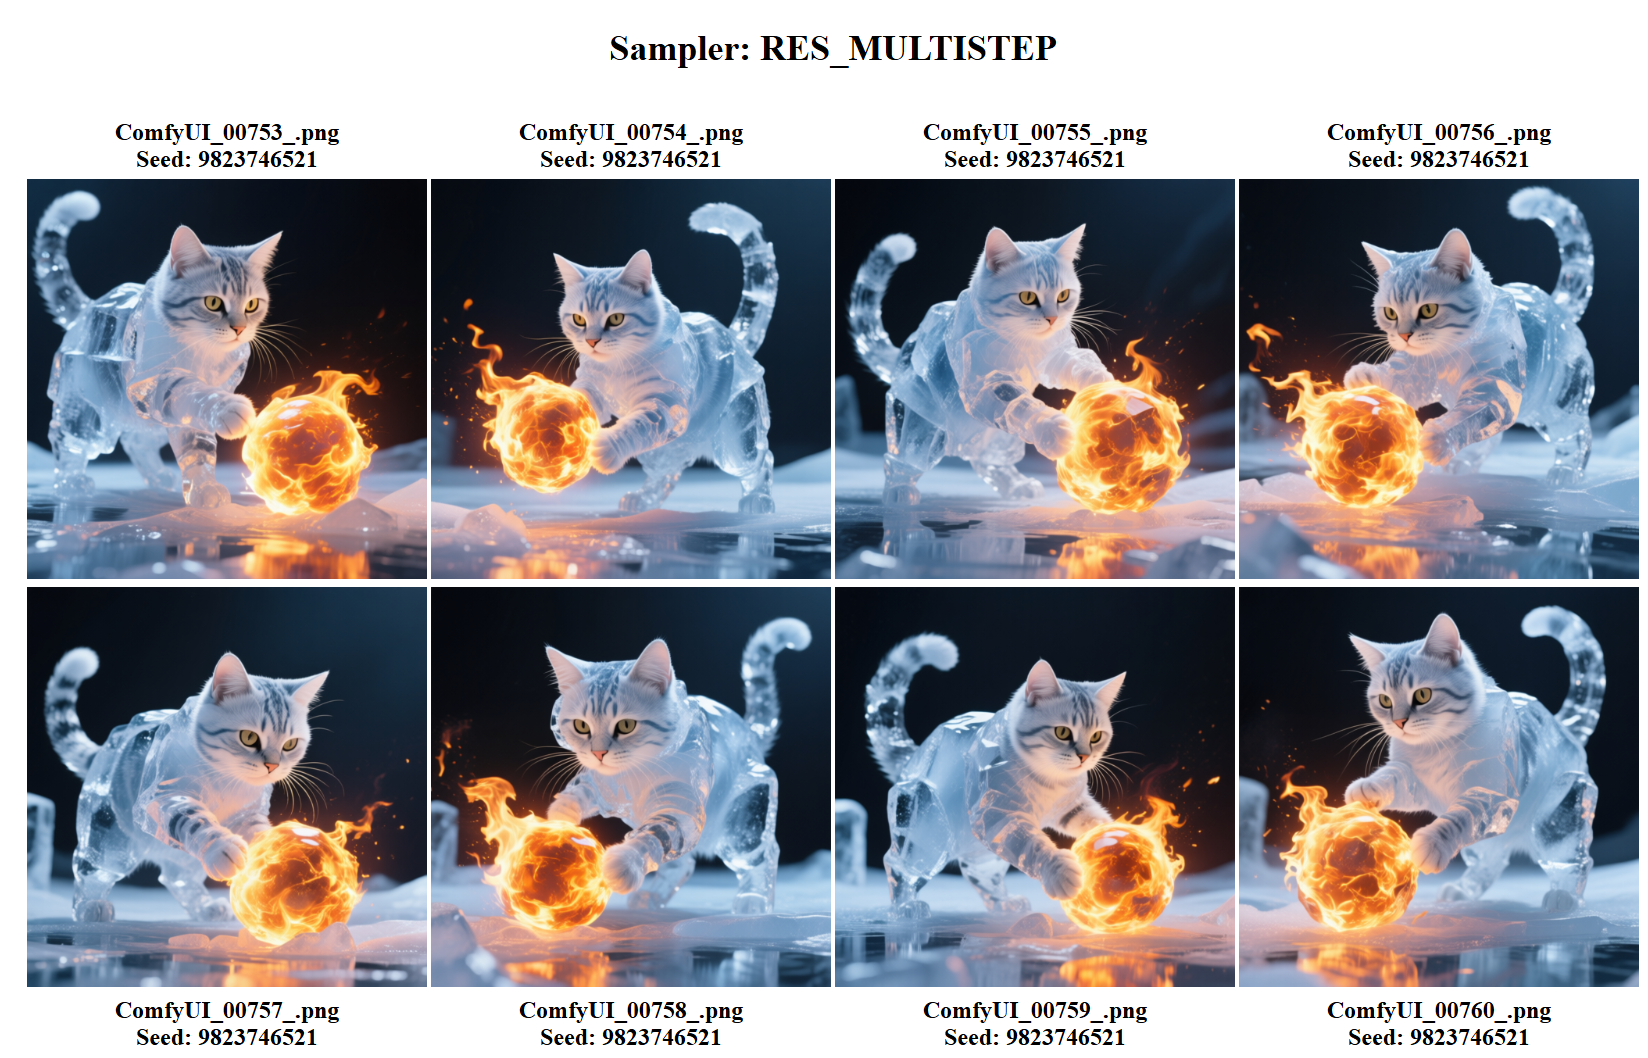 Sampler: RES_MULTISTEP
ComfyUI_00753_.png
Seed: 9823746521
ComfyUI_00754_.png
Seed: 9823746521
ComfyUI_00755_.png
Seed: 9823746521
ComfyUI_00756_.png
Seed: 9823746521
ComfyUI_00757_.png
Seed: 9823746521
ComfyUI_00758_.png
Seed: 9823746521
ComfyUI_00759_.png
Seed: 9823746521
ComfyUI_00760_.png
Seed: 9823746521